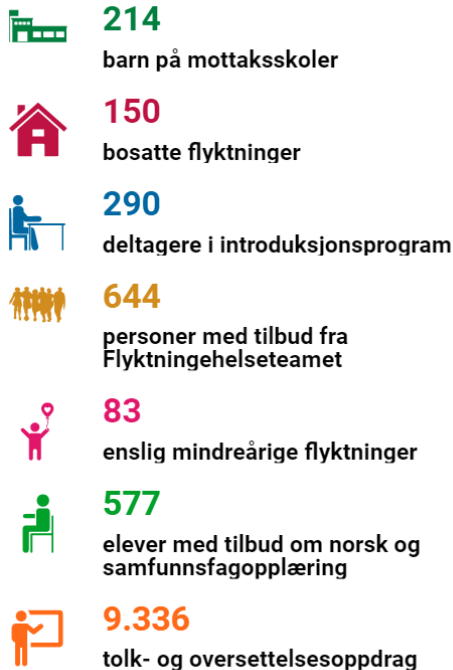 214
barn på mottaksskoler
150
bosatte flyktninger
290
deltagere i introduksjonsprogram
644
personer med tilbud fra
Flyktningehelseteamet
83
enslig mindreårige flyktninger
577
elever med tilbud om norsk og
samfunnsfagopplæring
9.336
tolk- og oversettelsesoppdrag